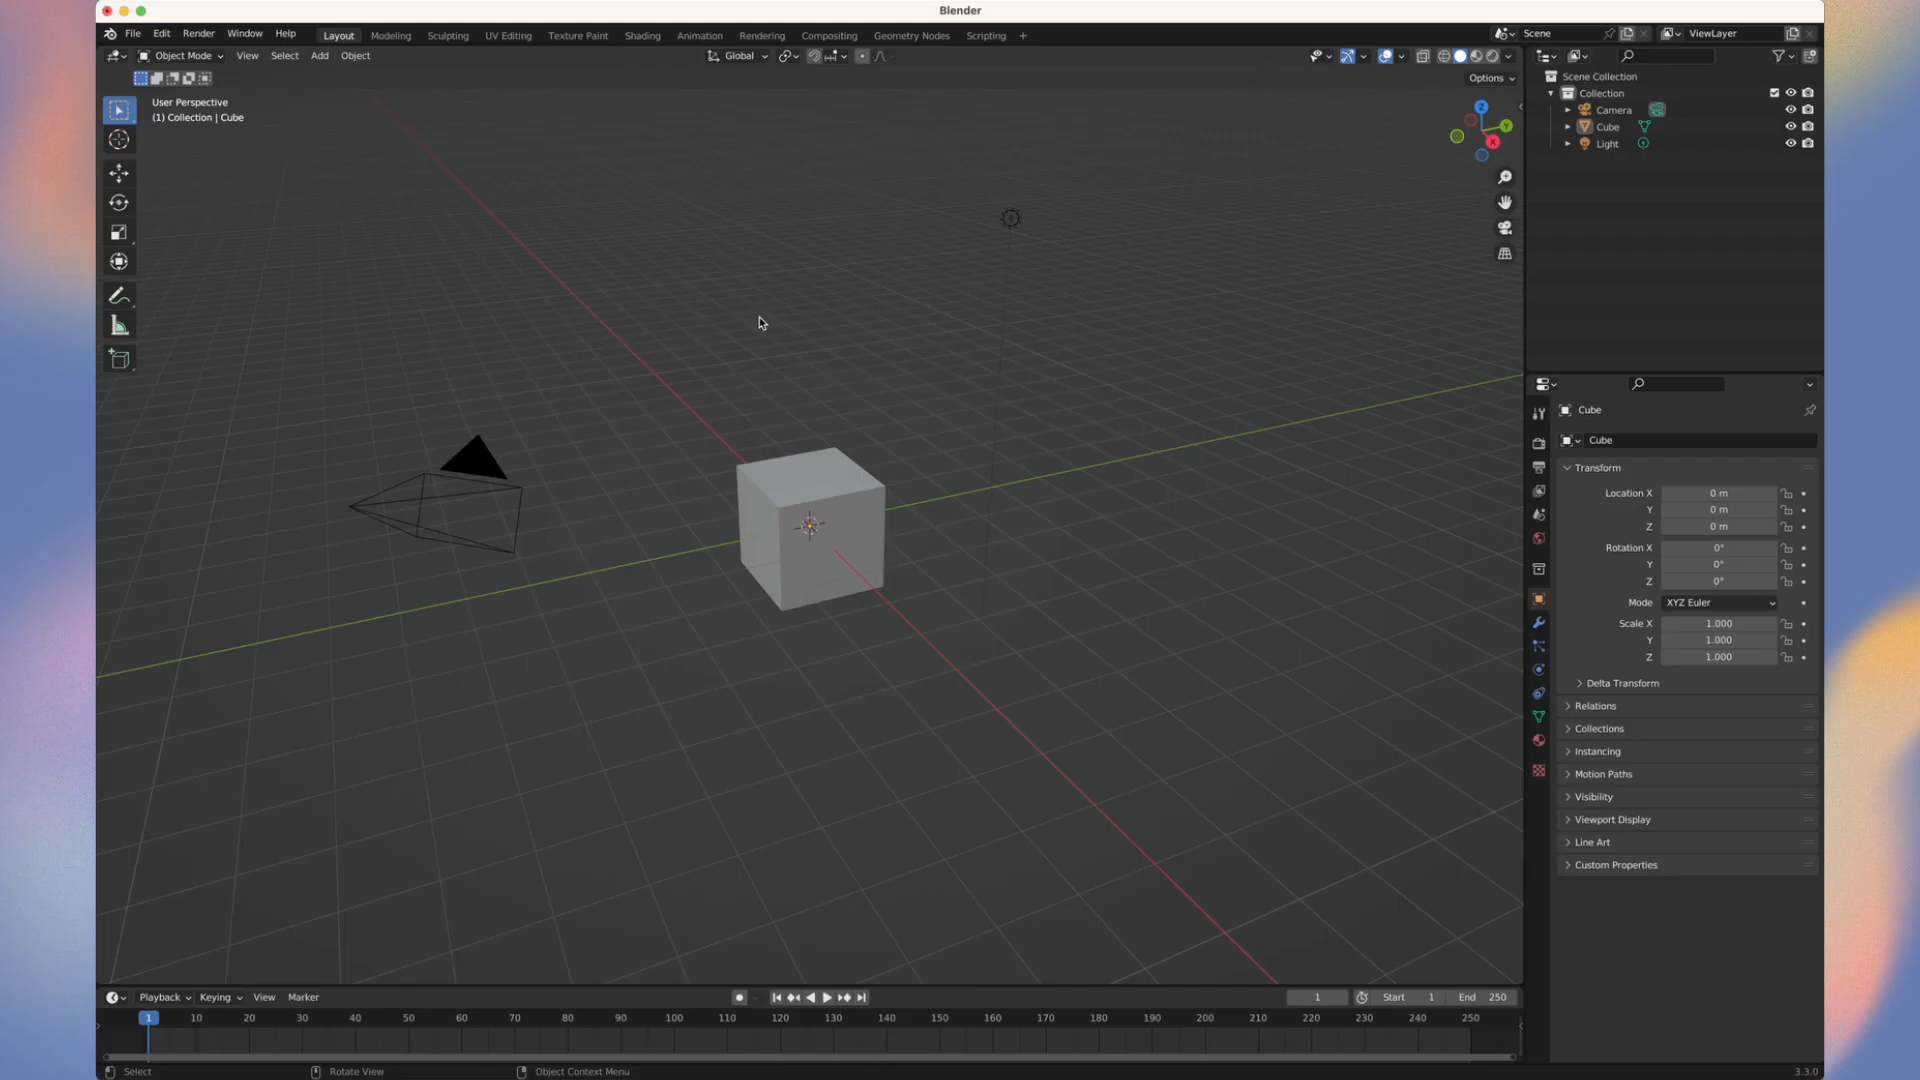 Blender
File Edit Render Window Help Layout Modeling Sculpting UV Editing Texture Paint Shading Animation Rendering Compositing Geometry Nodes Scripting + Scene ViewLayer
Object Mode View Select Add Object Global
Options
User Perspective
(1) Collection | Cube
Z
Y
X
Scene Collection
Collection
Camera
Cube
Light
Cube
Cube
Transform
Location X 0 m
Y 0 m
Z 0 m
Rotation X 0°
Y 0°
Z 0°
Mode XYZ Euler
Scale X 1.000
Y 1.000
Z 1.000
Delta Transform
Relations
Collections
Instancing
Motion Paths
Visibility
Viewport Display
Line Art
Custom Properties
Playback Keying View Marker 1 Start 1 End 250
1 10 20 30 40 50 60 70 80 90 100 110 120 130 140 150 160 170 180 190 200 210 220 230 240 250
Select Rotate View Object Context Menu 3.3.0